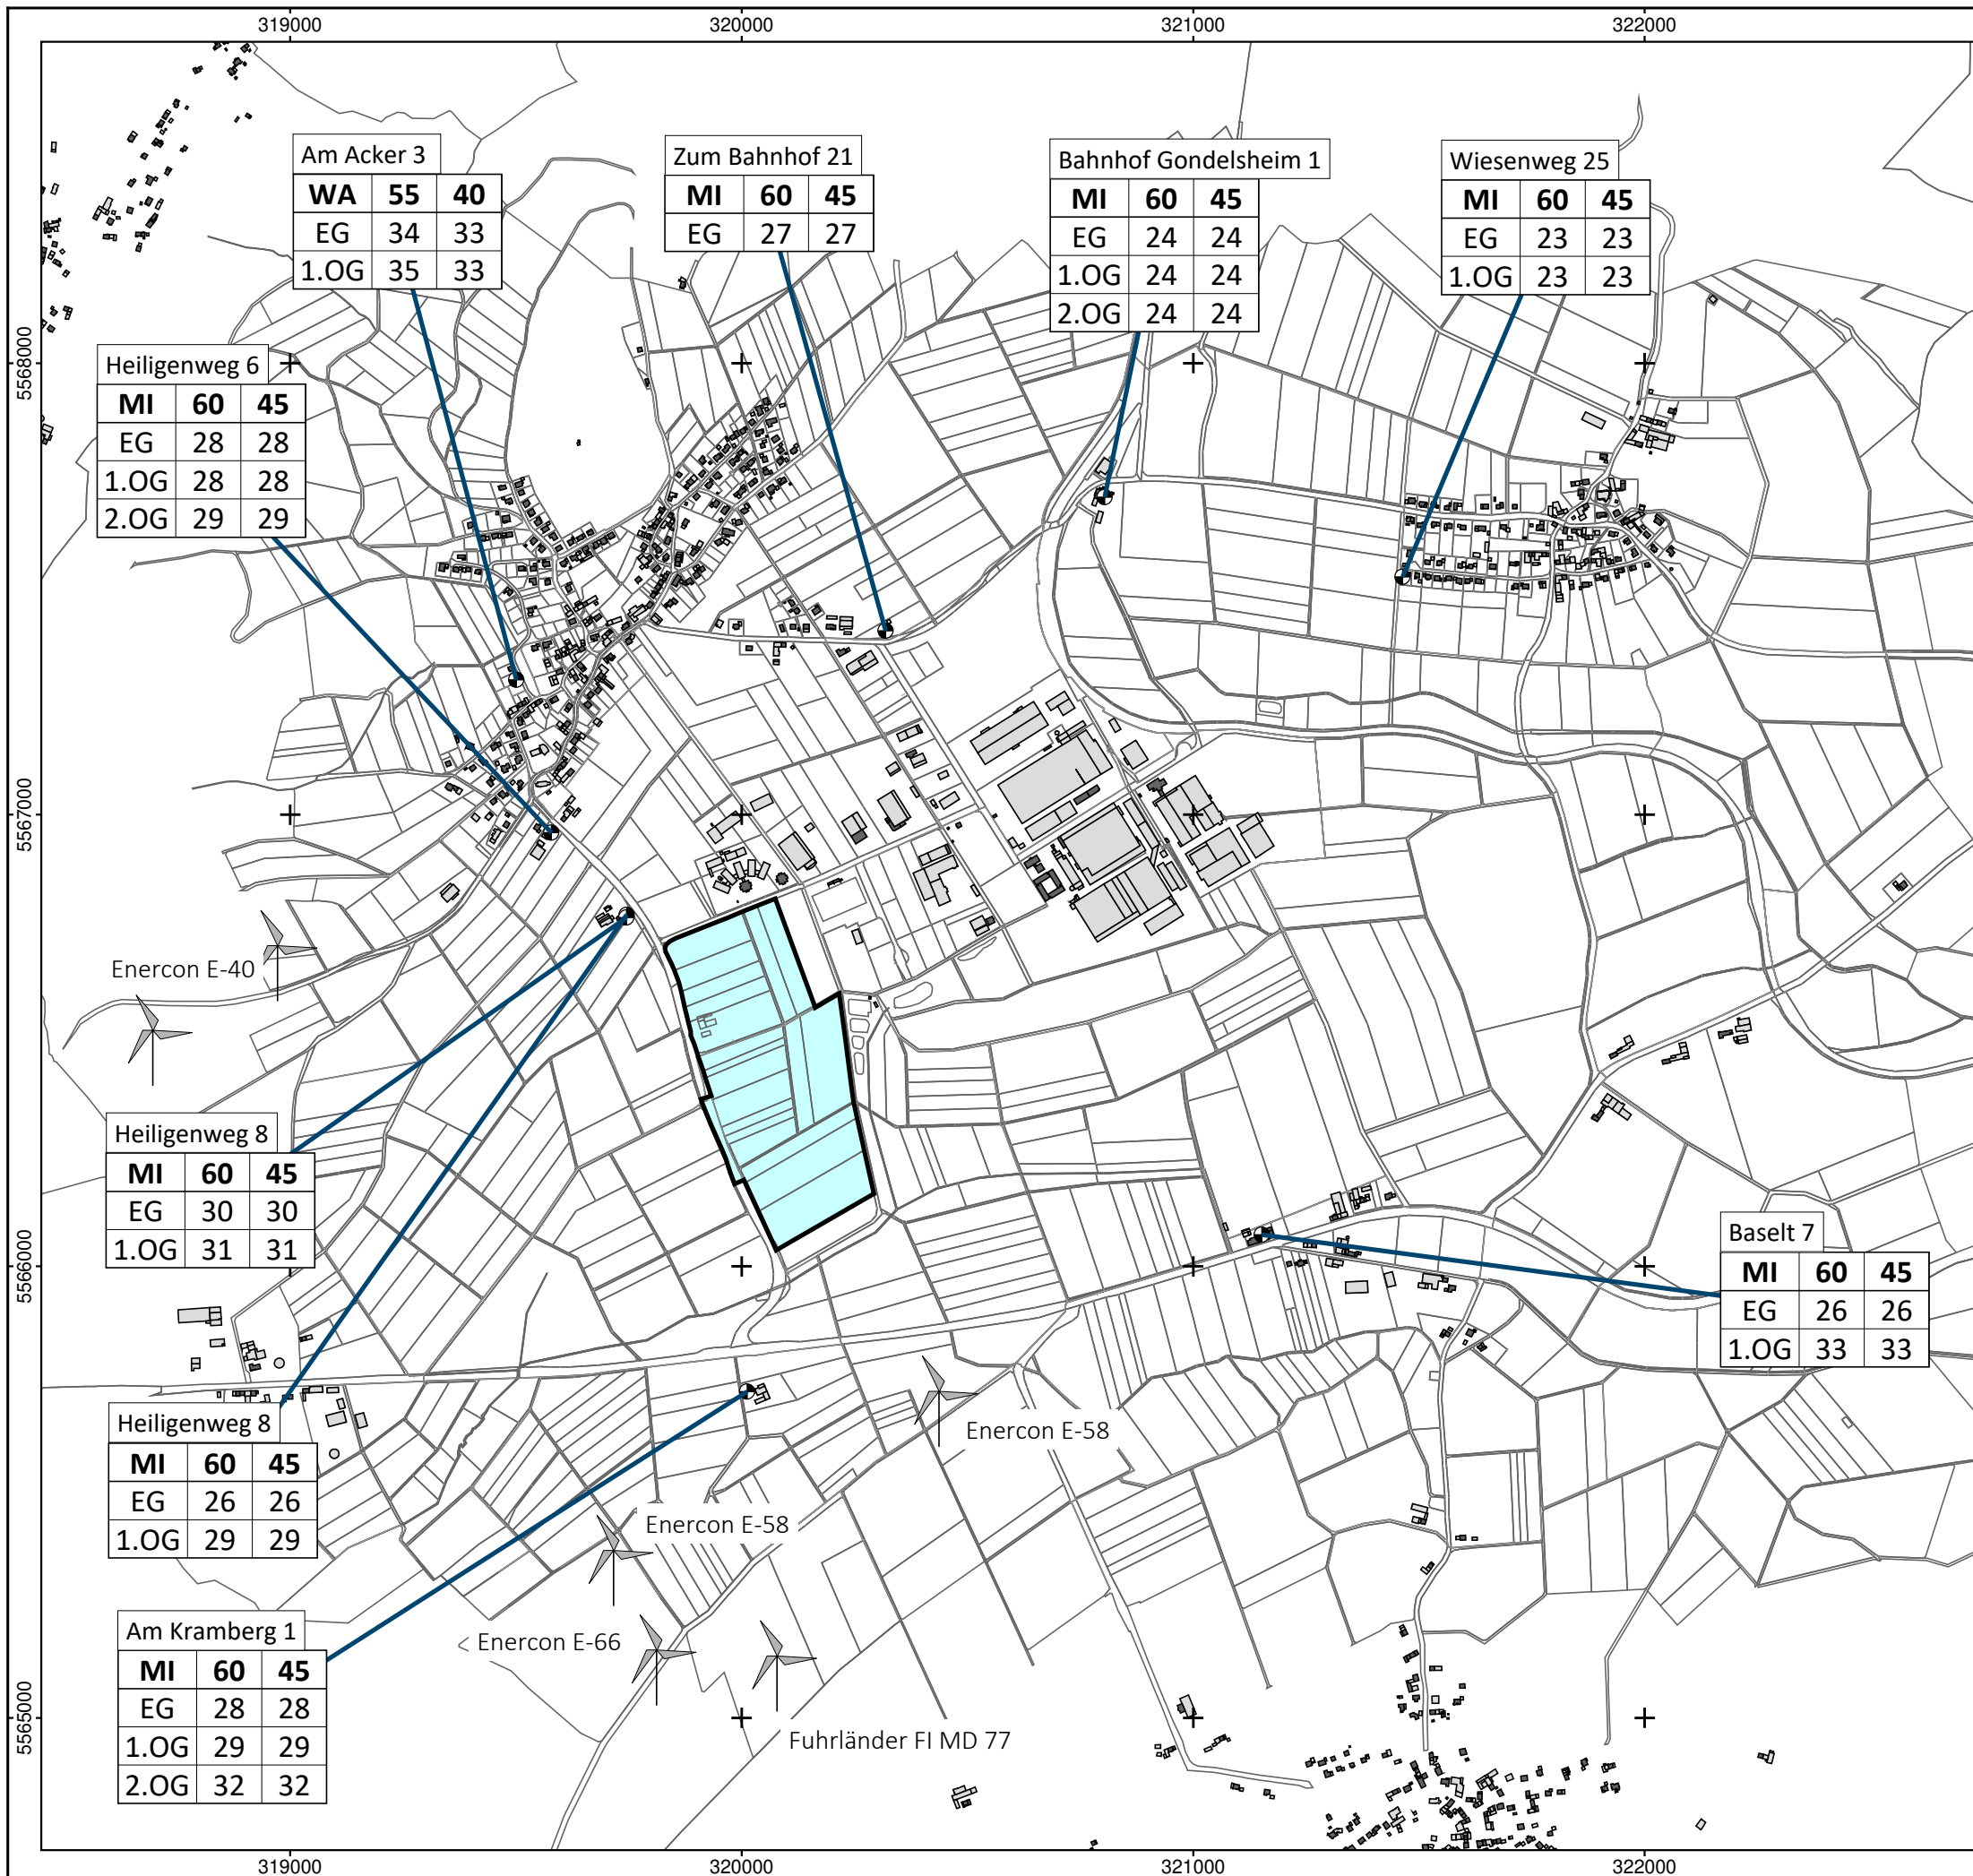 319000 320000 321000 322000
Am Acker 3
WA 55 40
EG 34 33
1.OG 35 33
Zum Bahnhof 21
MI 60 45
EG 27 27
Bahnhof Gondelsheim 1
MI 60 45
EG 24 24
1.OG 24 24
2.OG 24 24
Wiesenweg 25
MI 60 45
EG 23 23
1.OG 23 23
5568000
Heiligenweg 6
MI 60 45
EG 28 28
1.OG 28 28
2.OG 29 29
5567000
Enercon E-40
Heiligenweg 8
MI 60 45
EG 30 30
1.OG 31 31
5566000
Baselt 7
MI 60 45
EG 26 26
1.OG 33 33
Heiligenweg 8
MI 60 45
EG 26 26
1.OG 29 29
Enercon E-58
Enercon E-58
Am Kramberg 1
MI 60 45
EG 28 28
1.OG 29 29
2.OG 32 32
Enercon E-66
5565000
Fuhrländer FI MD 77
319000 320000 321000 322000